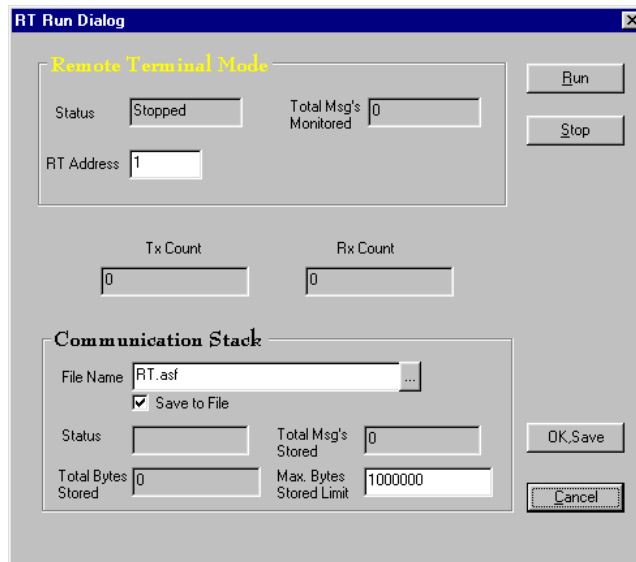 RT Run Dialog
Remote Terminal Mode
Status Stopped
Total Msg's
Monitored 0
RT Address 1
Run
Stop
Tx Count
Rx Count
0
0
Communication Stack
File Name RT.asf ...
Save to File
Status
Total Msg's
Stored 0
Total Bytes
Stored 0
Max. Bytes
Stored Limit 1000000
OK,Save
Cancel